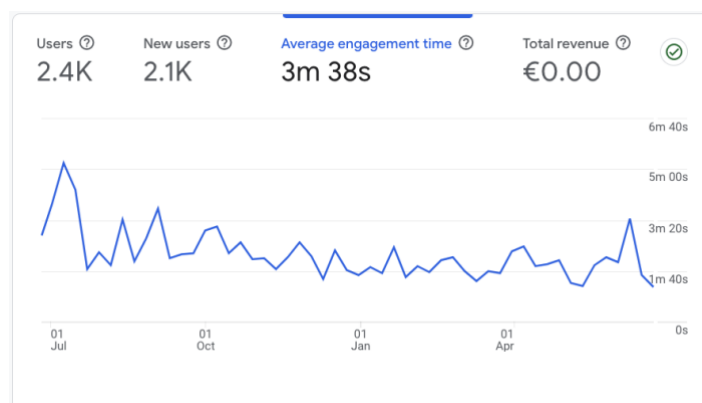 Users
New users
Average engagement time
Total revenue
2.4K
2.1K
3m 38s
€0.00
6m 40s
5m 00s
3m 20s
1m 40s
0s
01
Jul
01
Oct
01
Jan
01
Apr